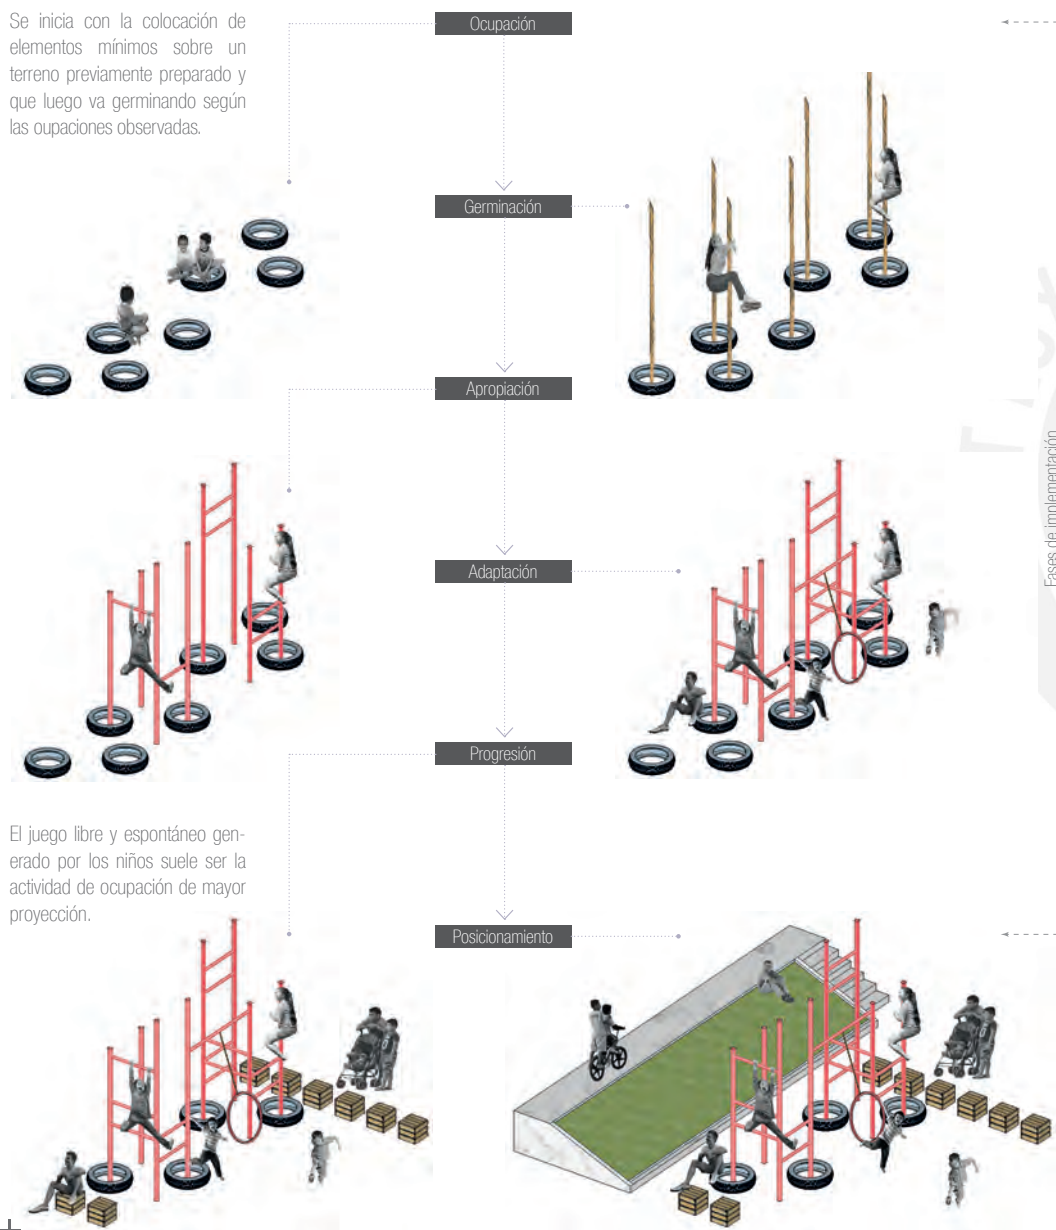 Se inicia con la colocación de
elementos mínimos sobre un
terreno previamente preparado y
que luego va germinando según
las oupaciones observadas.
Ocupación
Germinación
Apropiación
Adaptación
Progresión
El juego libre y espontáneo gen-
erado por los niños suele ser la
actividad de ocupación de mayor
proyección.
Posicionamiento
Fases de implementación